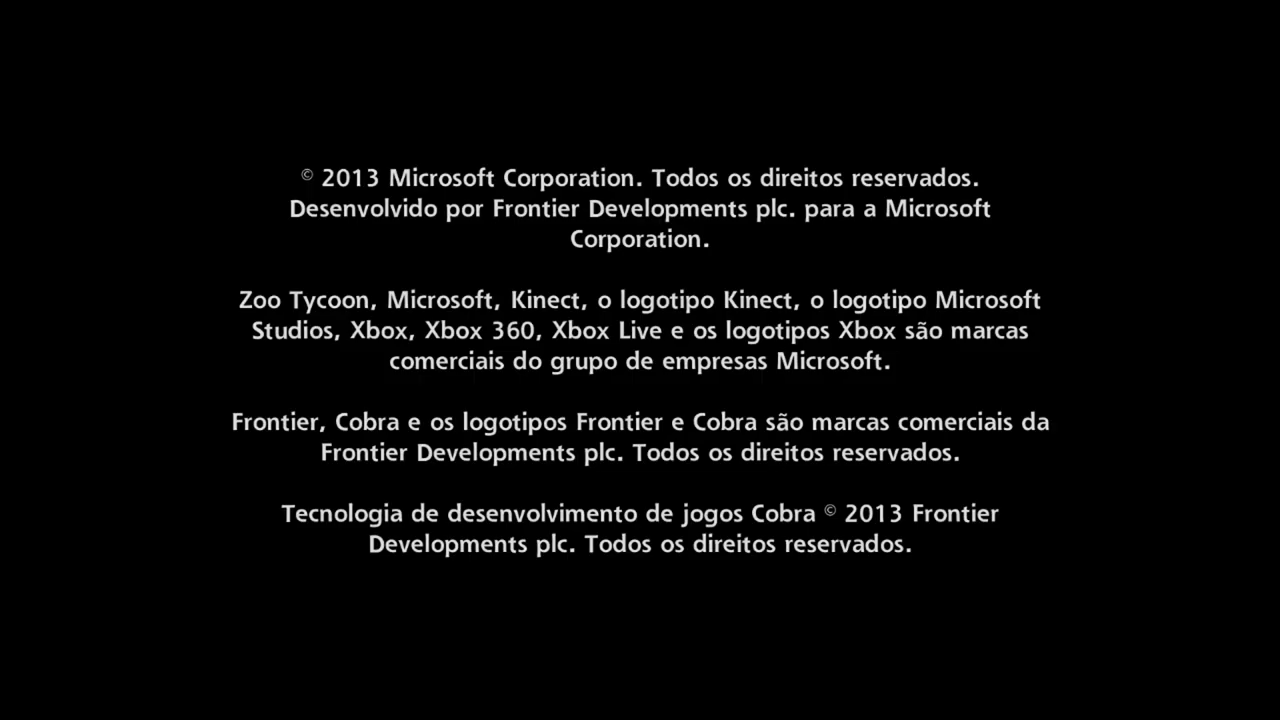 © 2013 Microsoft Corporation. Todos os direitos reservados.
Desenvolvido por Frontier Developments plc. para a Microsoft
Corporation.
Zoo Tycoon, Microsoft, Kinect, o logotipo Kinect, o logotipo Microsoft
Studios, Xbox, Xbox 360, Xbox Live e os logotipos Xbox são marcas
comerciais do grupo de empresas Microsoft.
Frontier, Cobra e os logotipos Frontier e Cobra são marcas comerciais da
Frontier Developments plc. Todos os direitos reservados.
Tecnologia de desenvolvimento de jogos Cobra © 2013 Frontier
Developments plc. Todos os direitos reservados.